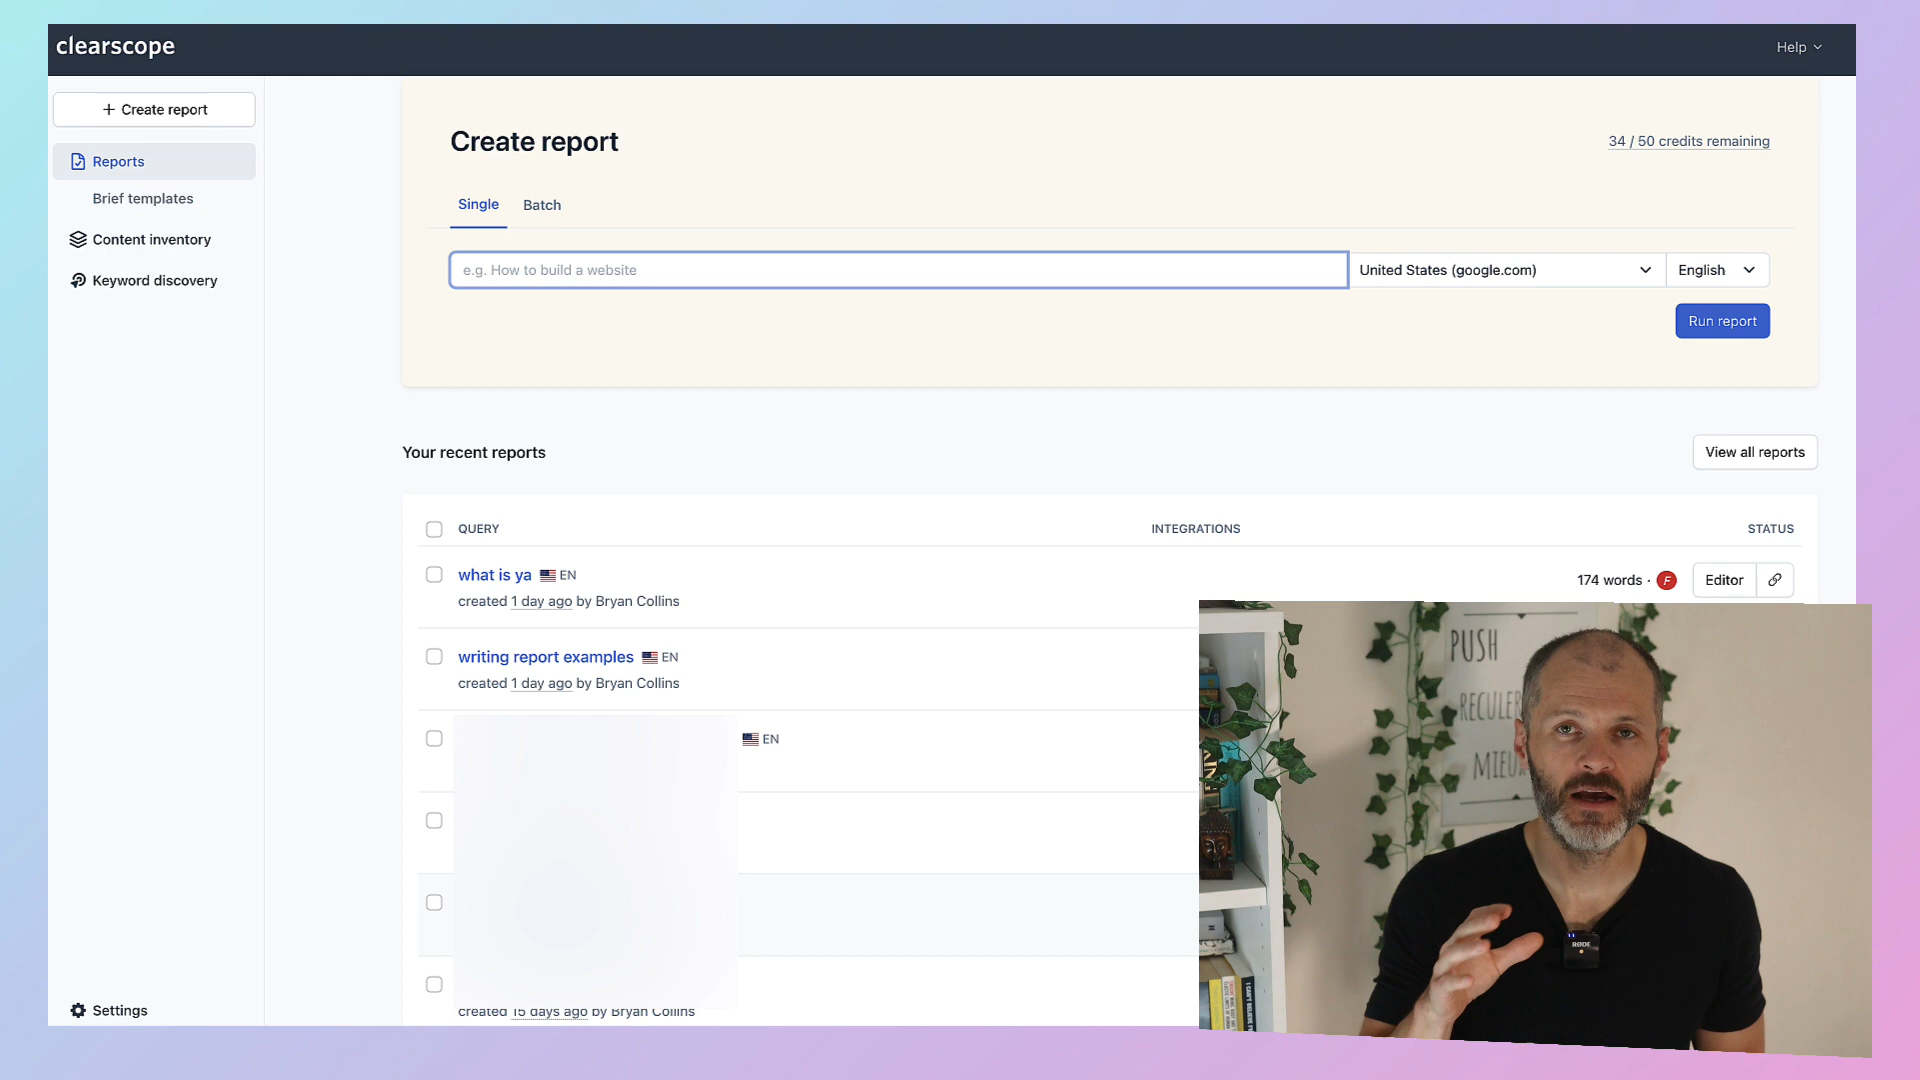 clearscope
Help
+ Create report
Reports
Brief templates
Content inventory
Keyword discovery
Settings
Create report
34 / 50 credits remaining
Single
Batch
e.g. How to build a website
United States (google.com)
English
Run report
Your recent reports
View all reports
QUERY
INTEGRATIONS
STATUS
what is ya EN
created 1 day ago by Bryan Collins
174 words · F
Editor
writing report examples EN
created 1 day ago by Bryan Collins
EN
created 15 days ago by Bryan Collins
PUSH
RECULER
MIEUX
RØDE